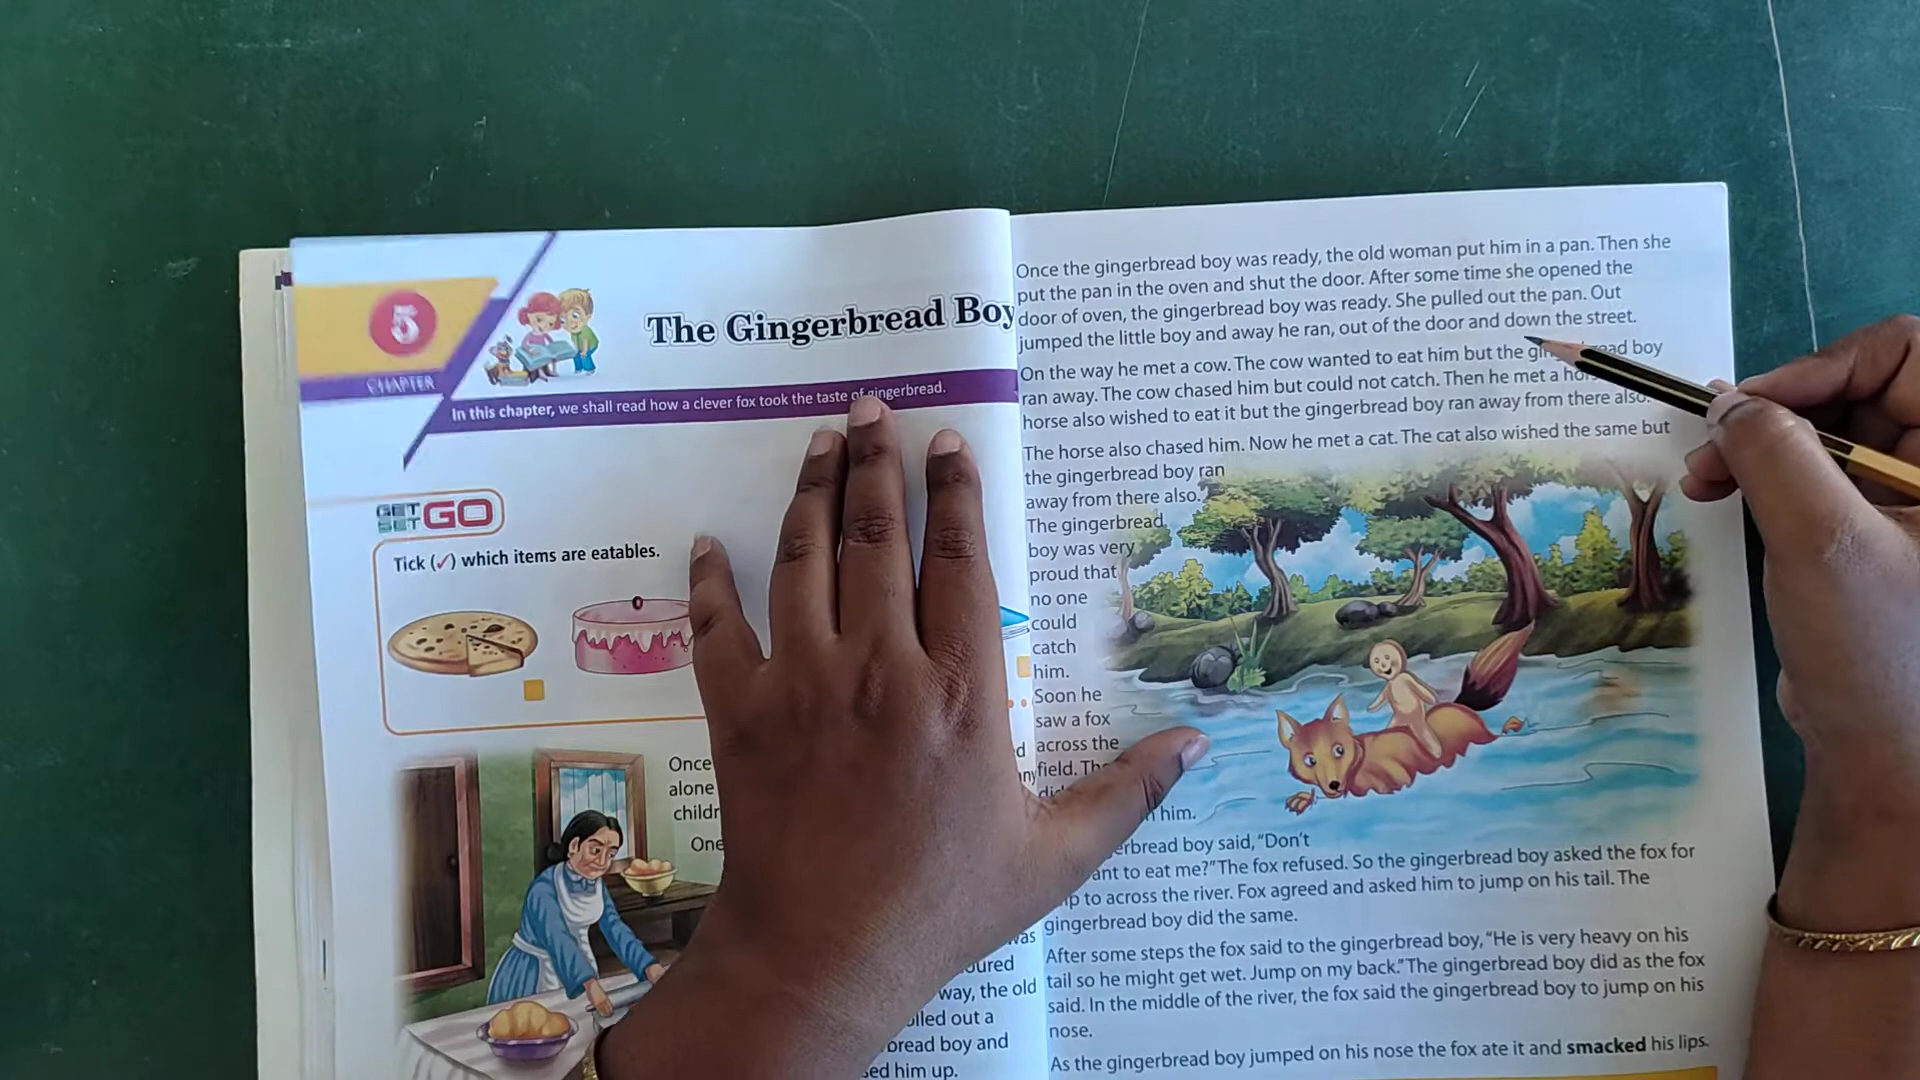 5
CHAPTER
The Gingerbread Boy
In this chapter, we shall read how a clever fox took the taste of gingerbread.
GET
SET GO
Tick (✓) which items are eatables.
Once
alone
One
way, the old
out a
bread boy and
him up.
Once the gingerbread boy was ready, the old woman put him in a pan. Then she
put the pan in the oven and shut the door. After some time she opened the
door of oven, the gingerbread boy was ready. She pulled out the pan. Out
jumped the little boy and away he ran, out of the door and down the street.
On the way he met a cow. The cow wanted to eat him but the boy
ran away. The cow chased him but could not catch. Then he met a
horse also wished to eat it but the gingerbread boy ran away from there also.
The horse also chased him. Now he met a cat. The cat also wished the same but
the gingerbread boy ran
away from there also.
The gingerbread
boy was very
proud that
no one
could
catch
him.
Soon he
saw a fox
across the
field.
him.
boy said, "Don't
to eat me?" The fox refused. So the gingerbread boy asked the fox for
to across the river. Fox agreed and asked him to jump on his tail. The
gingerbread boy did the same.
After some steps the fox said to the gingerbread boy, "He is very heavy on his
tail so he might get wet. Jump on my back." The gingerbread boy did as the fox
said. In the middle of the river, the fox said the gingerbread boy to jump on his
nose.
As the gingerbread boy jumped on his nose the fox ate it and smacked his lips.